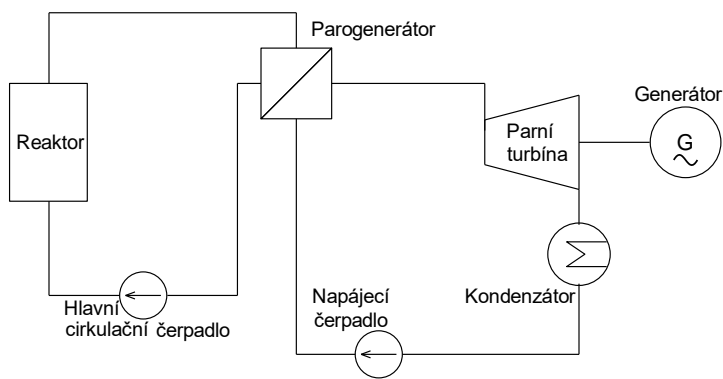 Parogenerátor
Generátor
Reaktor
Parní
turbína
G
Napájecí
čerpadlo
Kondenzátor
Hlavní
cirkulační čerpadlo